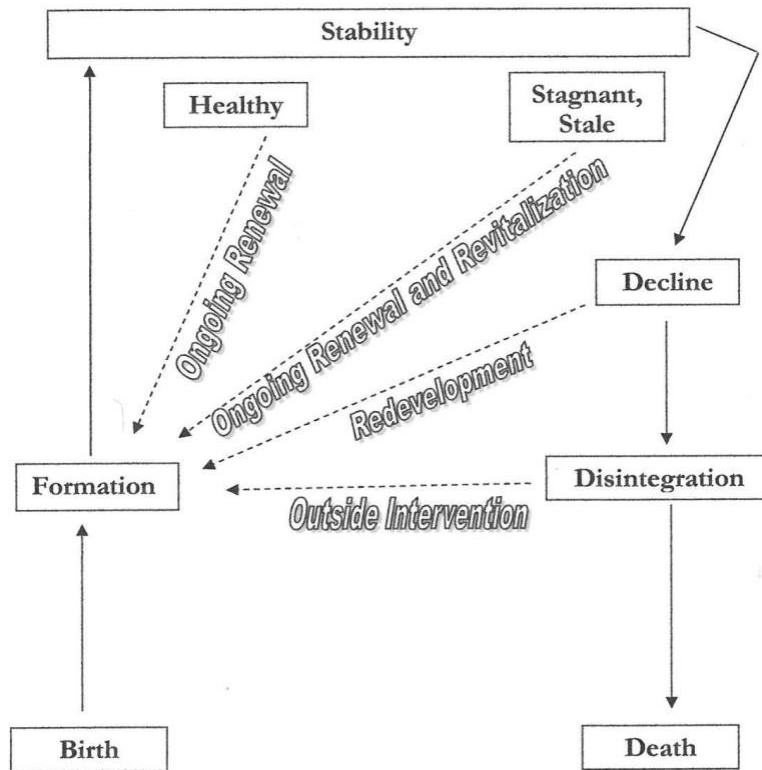 Stability
Healthy
Stagnant,
Stale
Ongoing Renewal
Ongoing Renewal and Revitalization
Decline
Redevelopment
Formation
Disintegration
Outside Intervention
Birth
Death